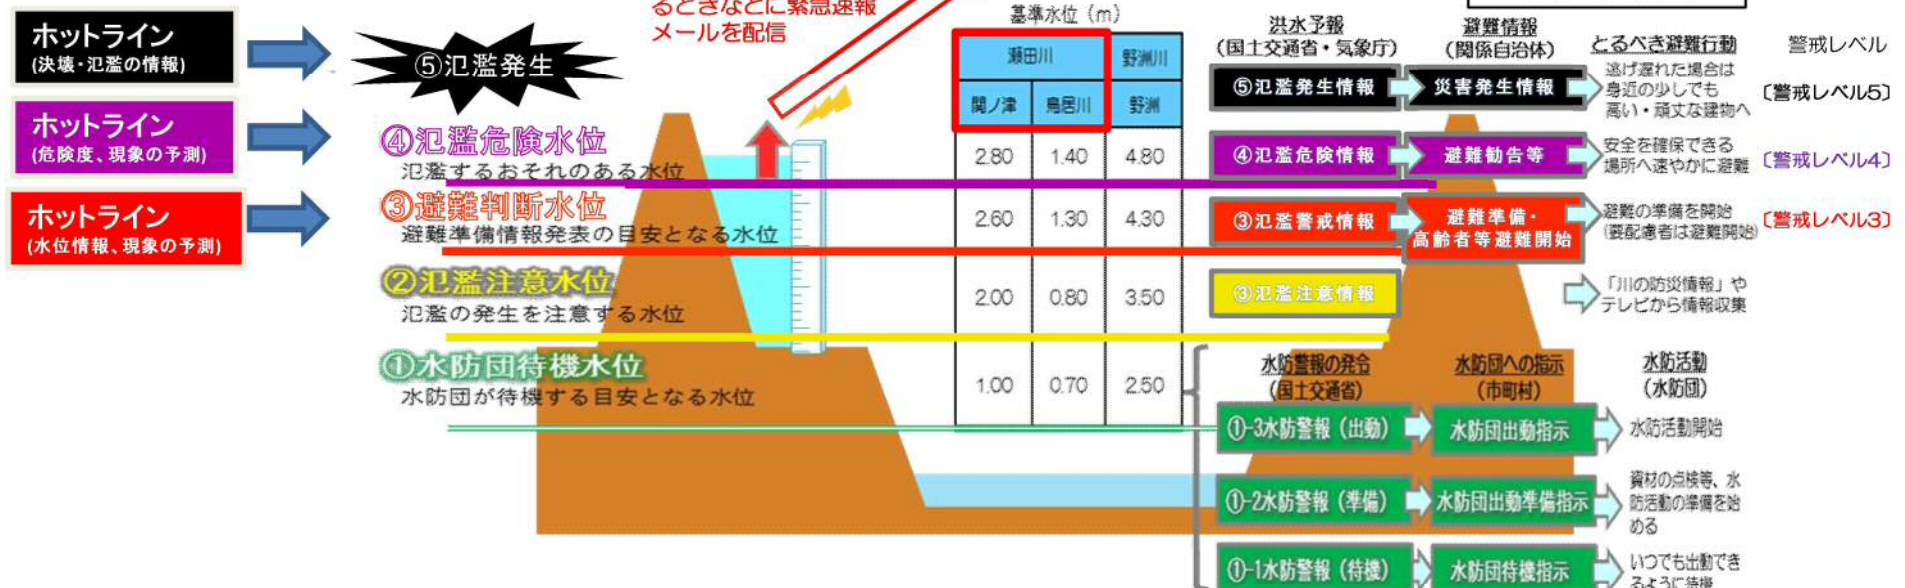 るときなどに緊急速報
メールを配信
ホットライン
(決壊・氾濫の情報)
⑤氾濫発生
ホットライン
(危険度、現象の予測)
④氾濫危険水位
氾濫するおそれのある水位
ホットライン
(水位情報、現象の予測)
③避難判断水位
避難準備情報発表の目安となる水位
②氾濫注意水位
氾濫の発生を注意する水位
①水防団待機水位
水防団が待機する目安となる水位
基準水位（m）
瀬田川 野洲川
関ノ津 鳥居川 野洲
2.80 1.40 4.80
2.60 1.30 4.30
2.00 0.80 3.50
1.00 0.70 2.50
洪水予報
(国土交通省・気象庁)
避難情報
(関係自治体)
とるべき避難行動
警戒レベル
⑤氾濫発生情報
災害発生情報
逃げ遅れた場合は
身近の少しでも
高い・頑丈な建物へ
〔警戒レベル5〕
④氾濫危険情報
避難勧告等
安全を確保できる
場所へ速やかに避難
〔警戒レベル4〕
③氾濫警戒情報
避難準備・
高齢者等避難開始
避難の準備を開始
(要配慮者は避難開始)
〔警戒レベル3〕
③氾濫注意情報
「川の防災情報」や
テレビから情報収集
水防警報の発令
(国土交通省)
水防団への指示
(市町村)
水防活動
(水防団)
①-3水防警報（出動）
水防団出動指示
水防活動開始
①-2水防警報（準備）
水防団出動準備指示
資材の点検等、水
防活動の準備を始
める
①-1水防警報（待機）
水防団待機指示
いつでも出動でき
るように待機